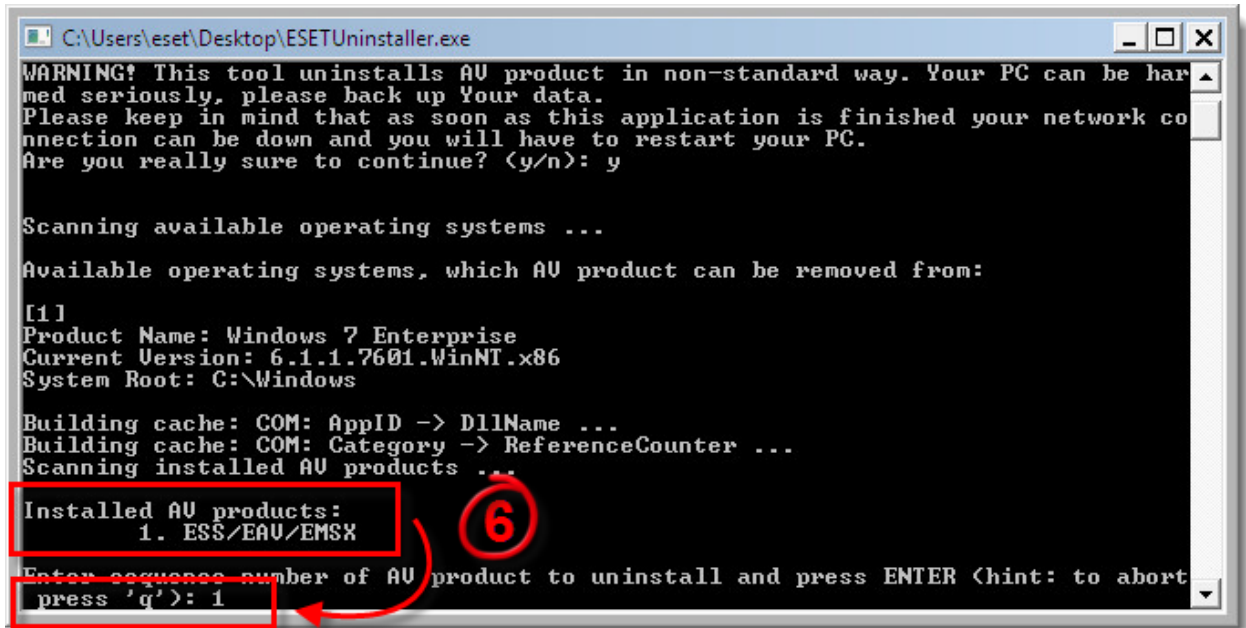 C:\Users\eset\Desktop\ESETUninstaller.exe
WARNING! This tool uninstalls AV product in non-standard way. Your PC can be har
med seriously, please back up Your data.
Please keep in mind that as soon as this application is finished your network co
nnection can be down and you will have to restart your PC.
Are you really sure to continue? (y/n): y
Scanning available operating systems ...
Available operating systems, which AV product can be removed from:
[1]
Product Name: Windows 7 Enterprise
Current Version: 6.1.1.7601.WinNT.x86
System Root: C:\Windows
Building cache: COM: AppID -> DllName ...
Building cache: COM: Category -> ReferenceCounter ...
Scanning installed AV products ...
Installed AV products:
1. ESS/EAV/EMSX
6
Enter sequence number of AV product to uninstall and press ENTER (hint: to abort
press 'q'): 1